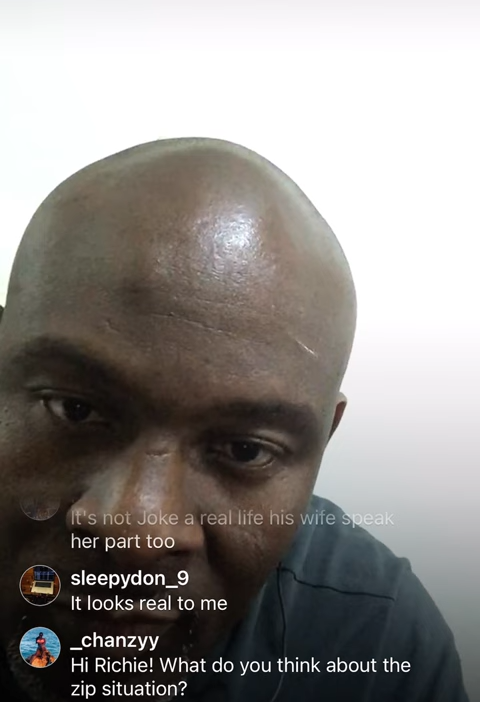 It's not Joke a real life his wife speak
her part too
sleepydon_9
It looks real to me
_chanzyy
Hi Richie! What do you think about the
zip situation?